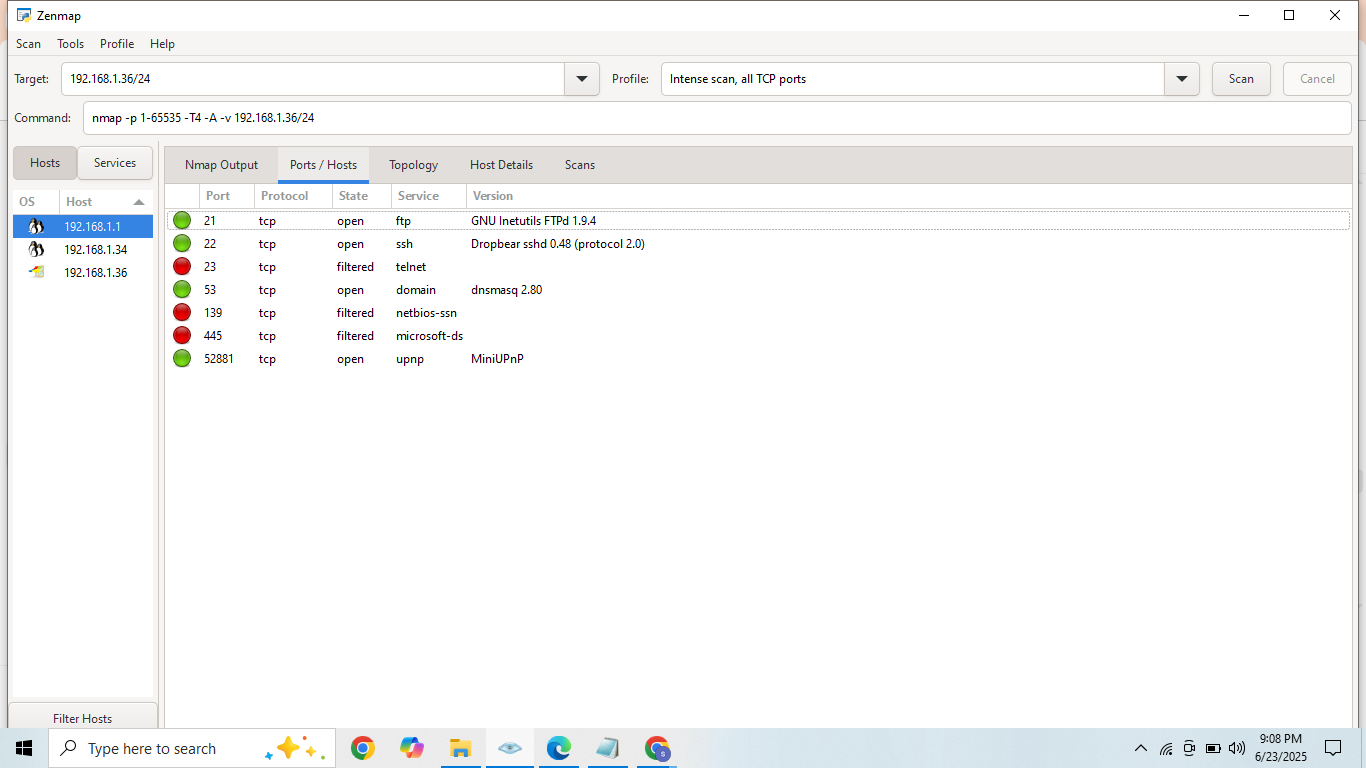 Zenmap
Scan Tools Profile Help
Target: 192.168.1.36/24 Profile: Intense scan, all TCP ports Scan Cancel
Command: nmap -p 1-65535 -T4 -A -v 192.168.1.36/24
Hosts Services
OS Host
192.168.1.1
192.168.1.34
192.168.1.36
Filter Hosts
Nmap Output Ports / Hosts Topology Host Details Scans
Port Protocol State Service Version
21 tcp open ftp GNU Inetutils FTPd 1.9.4
22 tcp open ssh Dropbear sshd 0.48 (protocol 2.0)
23 tcp filtered telnet
53 tcp open domain dnsmasq 2.80
139 tcp filtered netbios-ssn
445 tcp filtered microsoft-ds
52881 tcp open upnp MiniUPnP
Type here to search
S
9:08 PM
6/23/2025